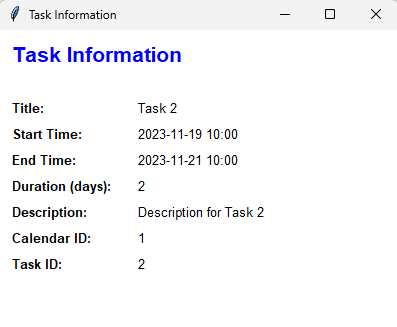 Task Information
Task Information
Title: Task 2
Start Time: 2023-11-19 10:00
End Time: 2023-11-21 10:00
Duration (days): 2
Description: Description for Task 2
Calendar ID: 1
Task ID: 2